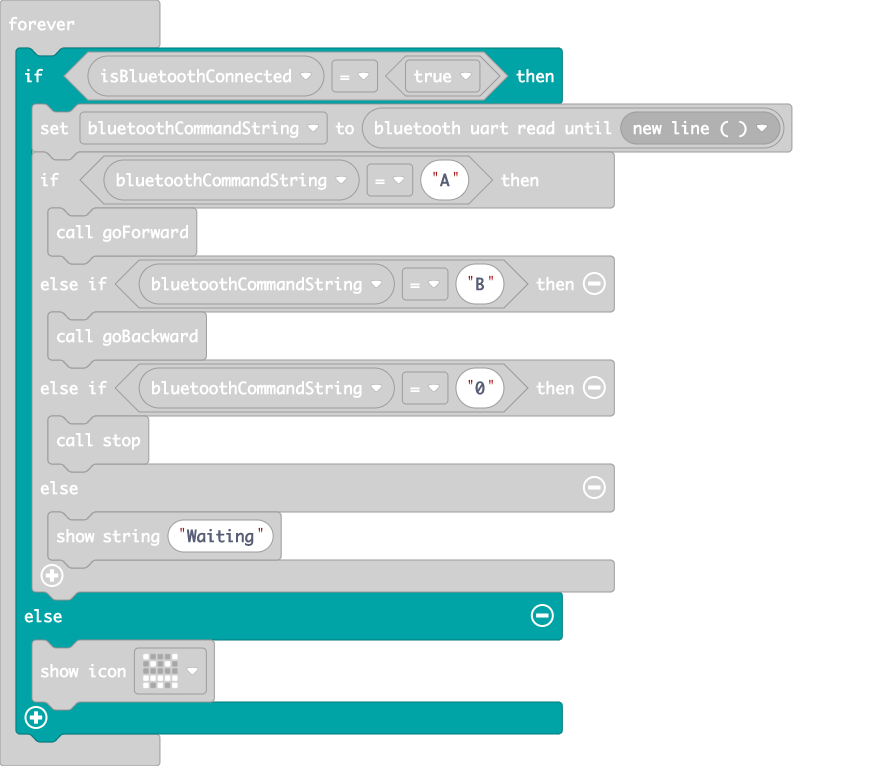 forever
if isBluetoothConnected = true then
set bluetoothCommandString to bluetooth uart read until new line ( )
if bluetoothCommandString = "A" then
call goForward
else if bluetoothCommandString = "B" then
call goBackward
else if bluetoothCommandString = "0" then
call stop
else
show string "Waiting"
else
show icon